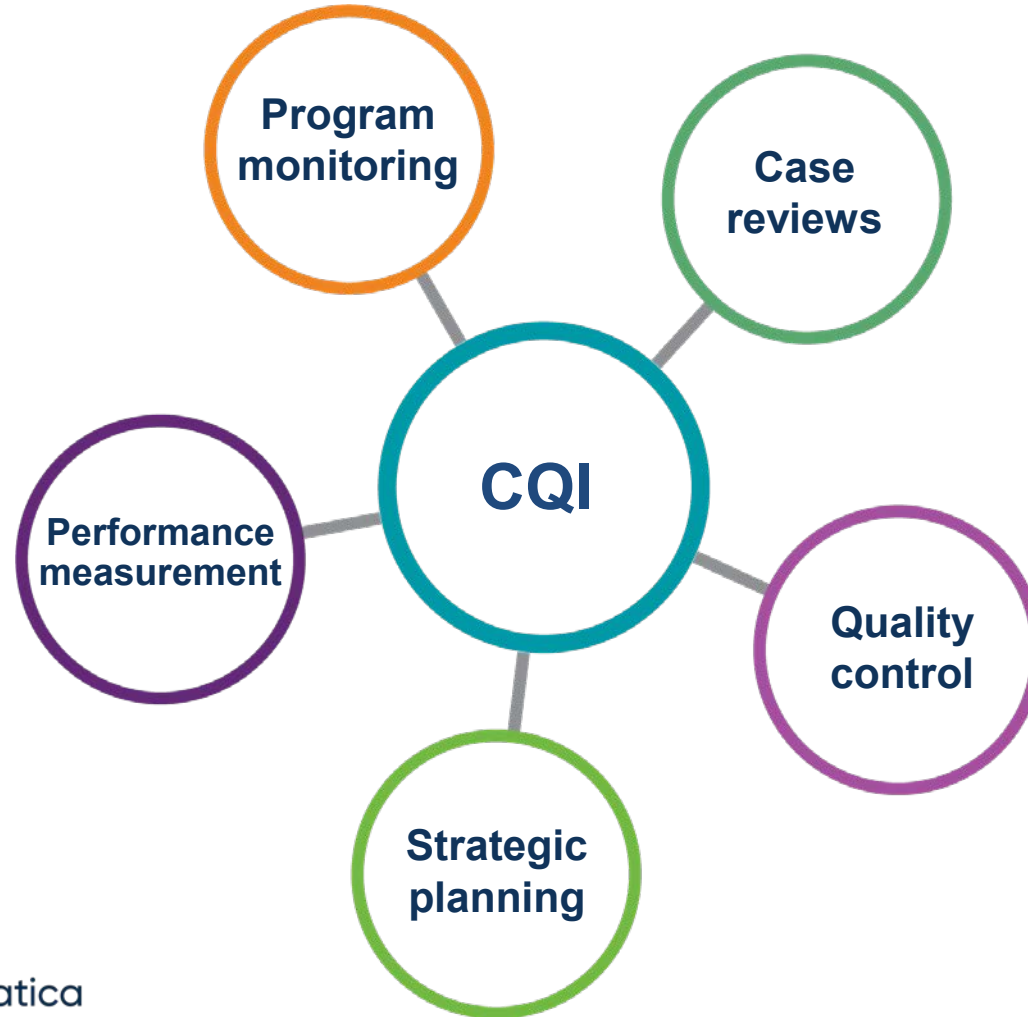 Program
monitoring
Case
reviews
CQI
Performance
measurement
Quality
control
Strategic
planning
atica